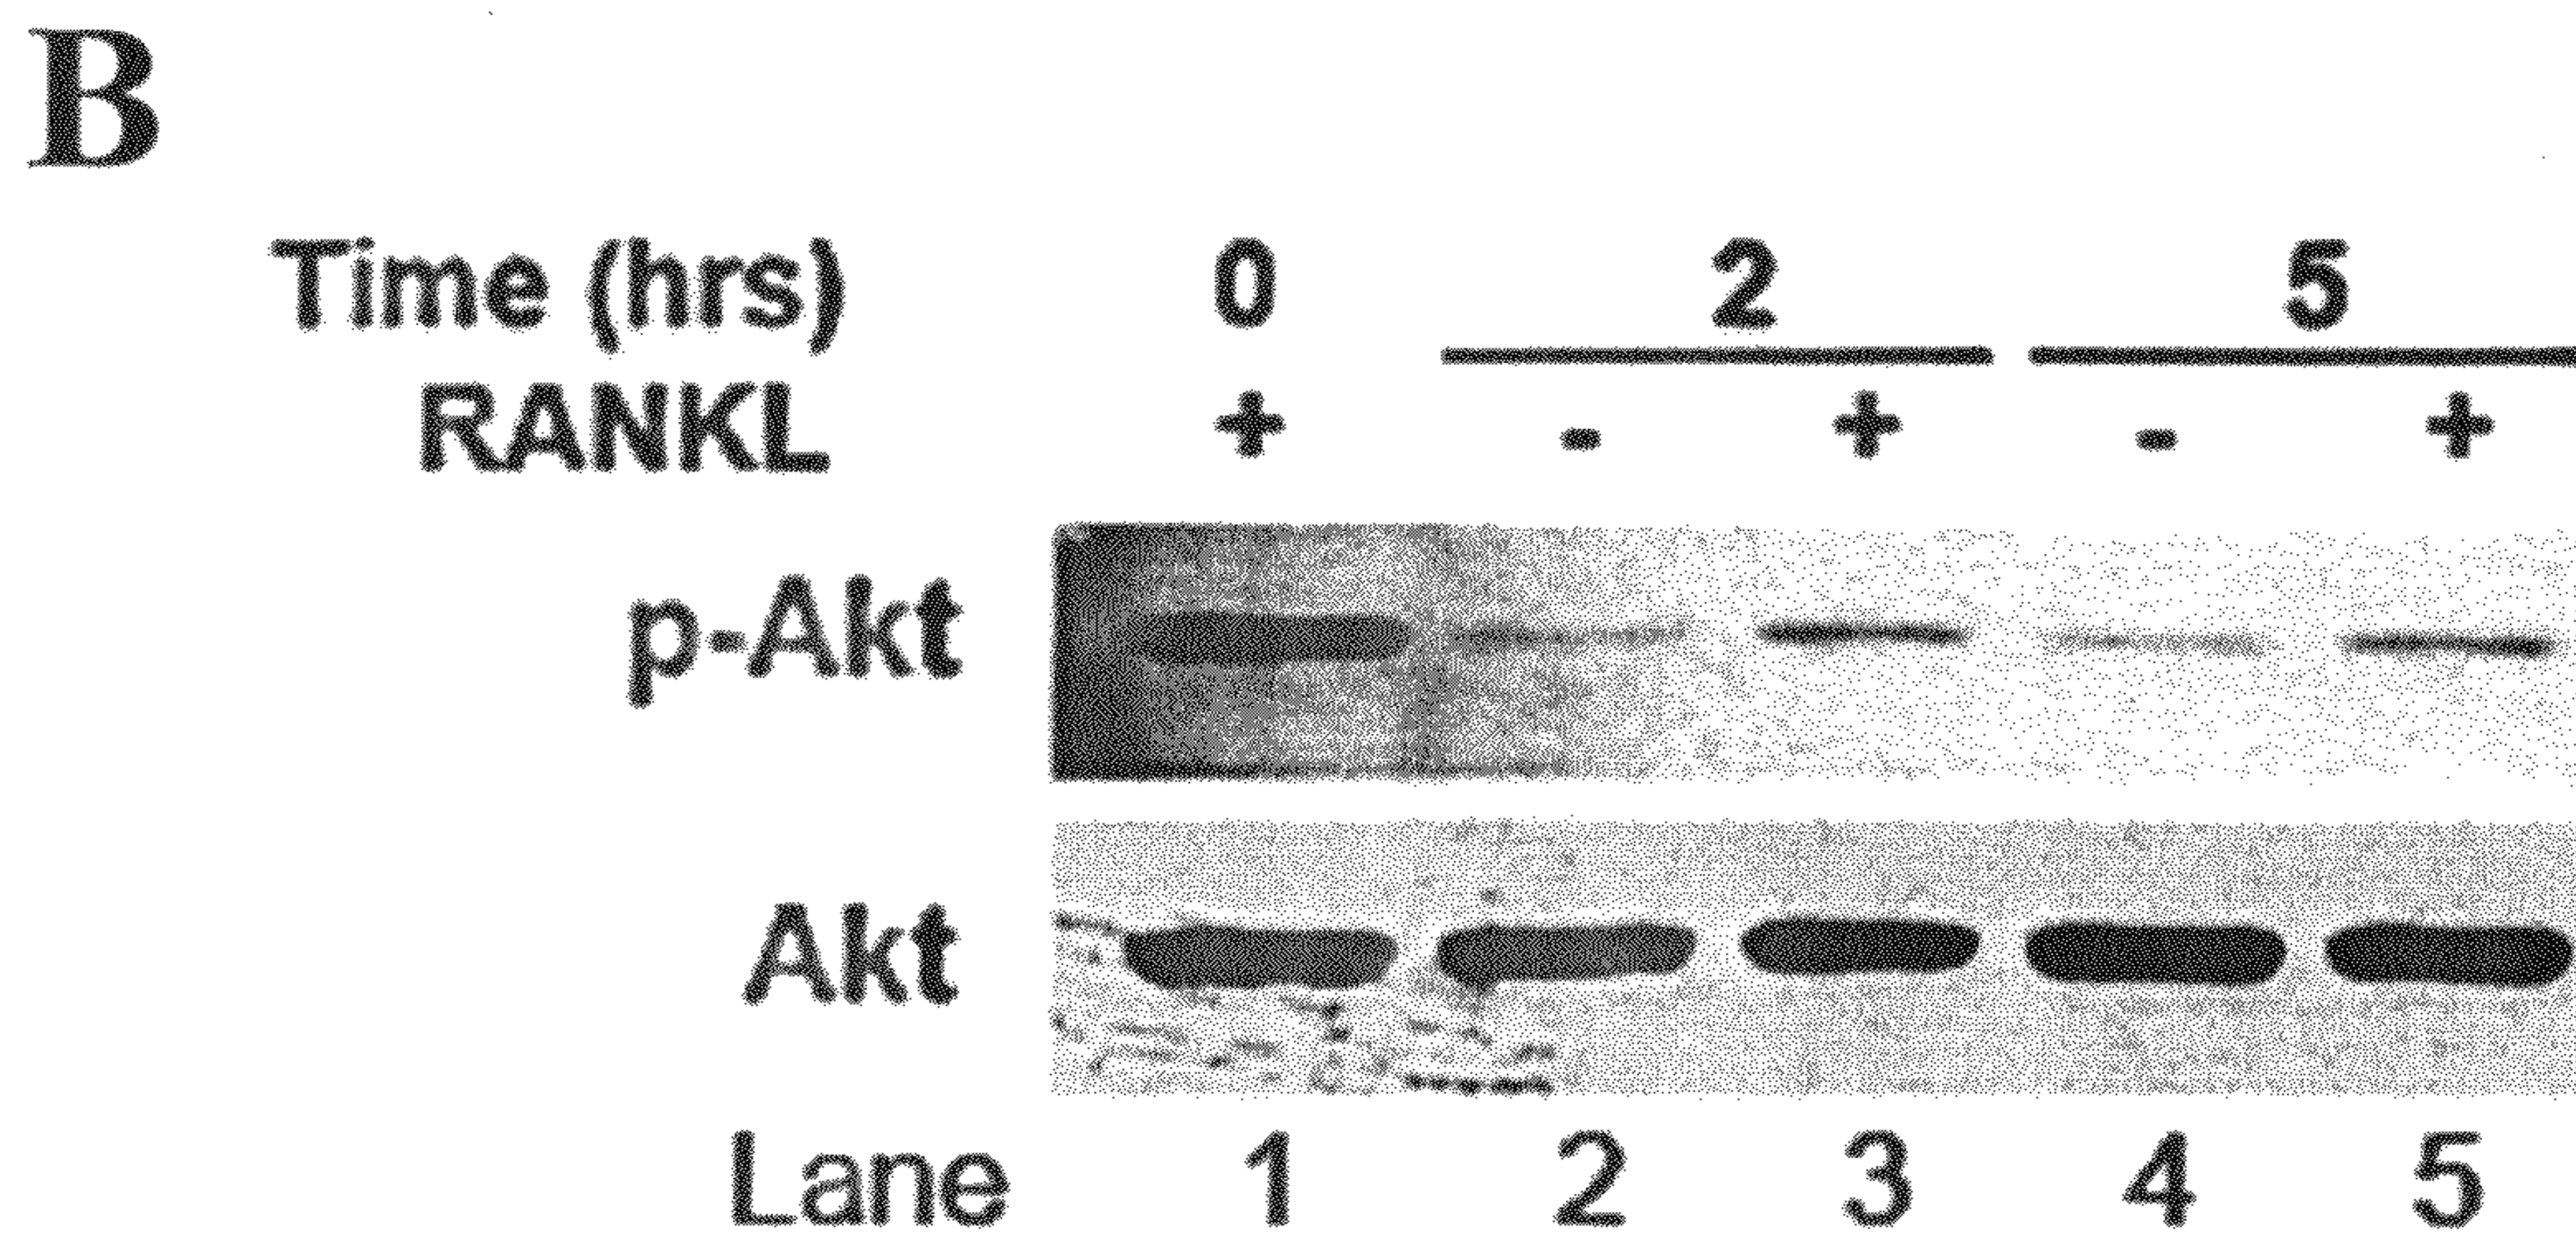 B
Time (hrs) 0 2 5
RANKL + - + - +
p-Akt
Akt
Lane 1 2 3 4 5